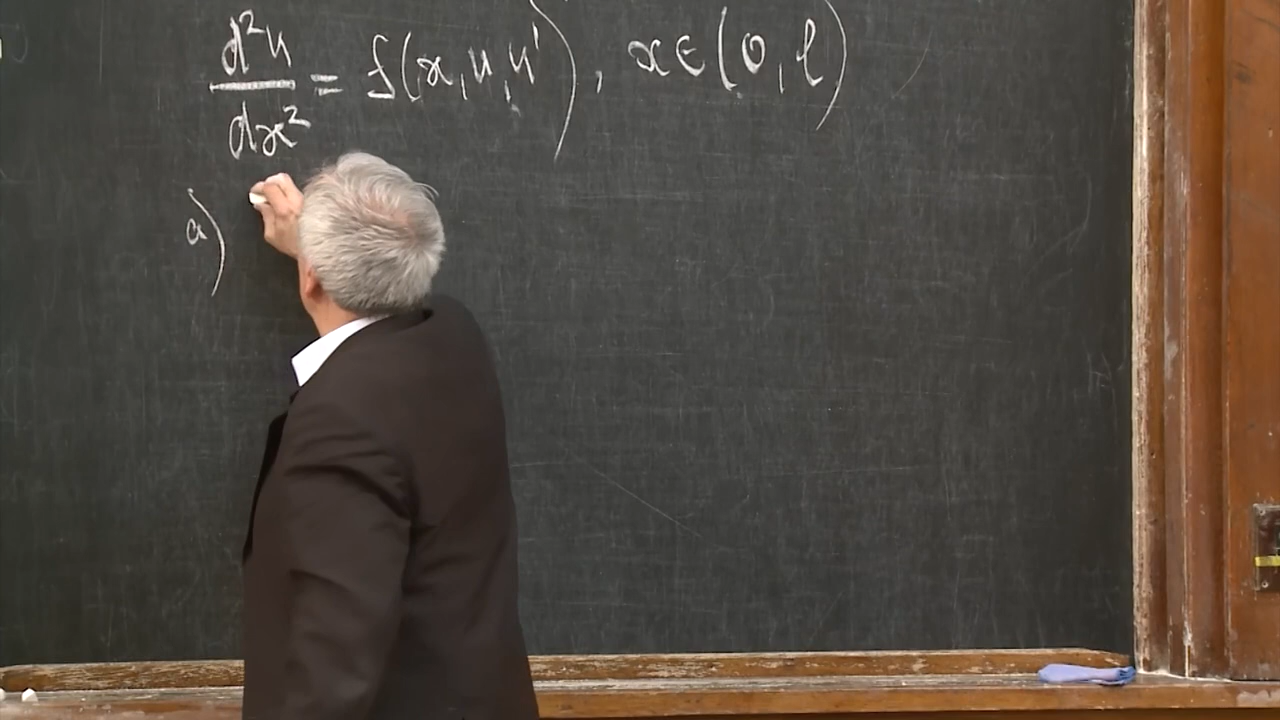 d²u/dx² = f(x, u, u'), x ∈ (0, l)
a)